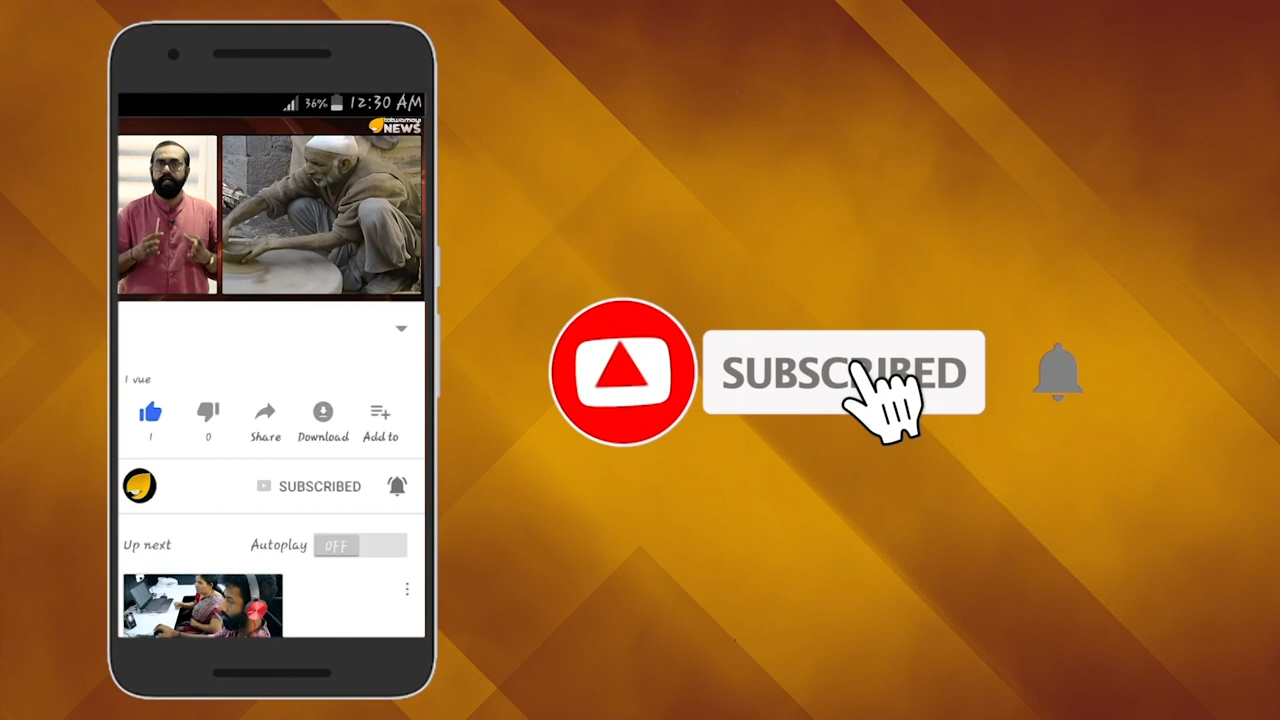 36% 12:30 AM
tatwamayi
NEWS
1 vue
1
0
Share
Download
Add to
SUBSCRIBED
Up next
Autoplay
OFF
SUBSCRIBED